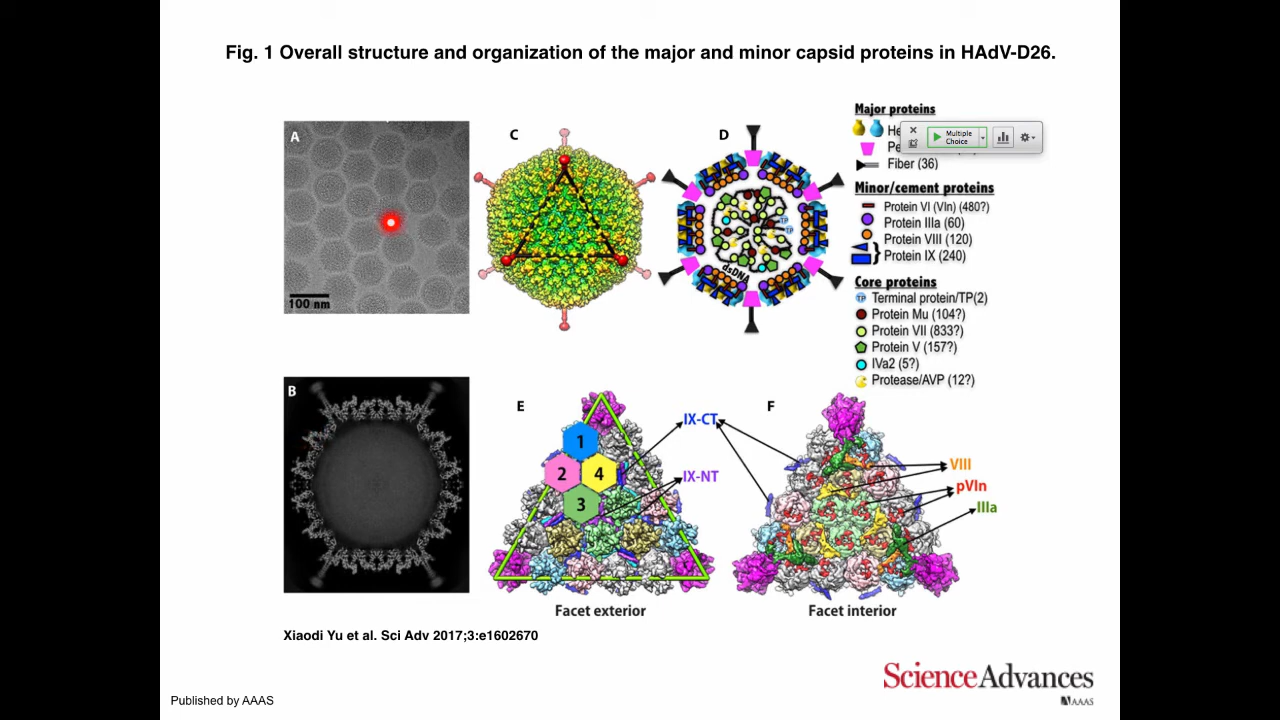 Fig. 1 Overall structure and organization of the major and minor capsid proteins in HAdV-D26.
A
100 nm
B
C
D
TP
TP
dsDNA
Major proteins
Multiple
Choice
Fiber (36)
Minor/cement proteins
Protein VI (VIn) (480?)
Protein IIIa (60)
Protein VIII (120)
Protein IX (240)
Core proteins
TP Terminal protein/TP(2)
Protein Mu (104?)
Protein VII (833?)
Protein V (157?)
IVa2 (5?)
Protease/AVP (12?)
E
1
2
4
3
IX-CT
IX-NT
Facet exterior
F
VIII
pVIn
IIIa
Facet interior
Xiaodi Yu et al. Sci Adv 2017;3:e1602670
Published by AAAS
ScienceAdvances
AAAS